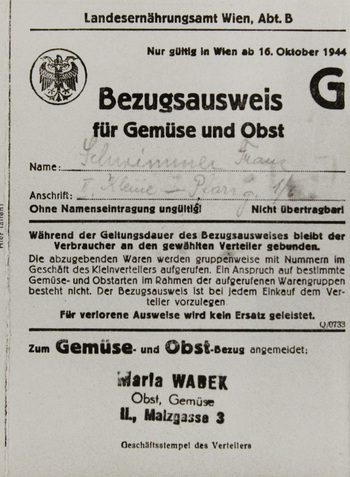 Landesernährungsamt Wien, Abt. B
Nur gültig in Wien ab 16. Oktober 1944
G
Bezugsausweis
für Gemüse und Obst
Name: Schwimmer Franz
Anschrift: II, Kleine
Ohne Namenseintragung ungültig! Nicht übertragbar!
Während der Geltungsdauer des Bezugsausweises bleibt der
Verbraucher an den gewählten Verteiler gebunden.
Die abzugebenden Waren werden gruppenweise mit Nummern im
Geschäft des Kleinverteilers aufgerufen. Ein Anspruch auf bestimmte
Gemüse- und Obstarten im Rahmen der aufgerufenen Warengruppen
besteht nicht. Der Bezugsausweis ist bei jedem Einkauf dem Ver-
teiler vorzulegen.
Für verlorene Ausweise wird kein Ersatz geleistet.
Q/0733
Zum Gemüse- und Obst-Bezug angemeldet:
Maria WABEK
Obst, Gemüse
II., Malzgasse 3
Geschäftsstempel des Verteilers